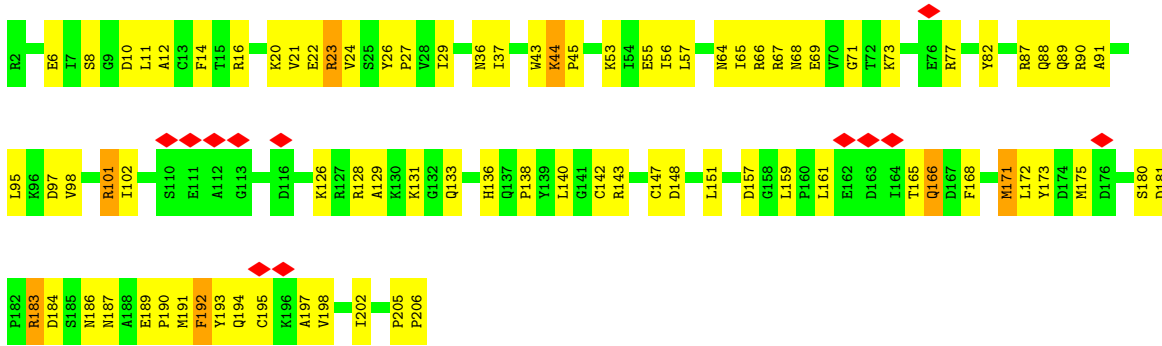 R2 E6 I7 S8 G9 D10 L11 A12 C13 F14 T15 R16 K20 V21 E22 R23 V24 S25 Y26 P27 V28 I29 N36 I37 W43 K44 P45 K53 I54 E55 I56 L57 N64 I65 R66 R67 N68 E69 V70 G71 T72 K73 E76 R77 Y82 R87 Q88 Q89 R90 A91
L95 K96 D97 V98 R101 I102 S110 E111 A112 G113 D116 K126 R127 R128 A129 K130 K131 G132 Q133 H136 Q137 P138 Y139 L140 G141 C142 R143 C147 D148 L151 D157 G158 L159 P160 L161 E162 D163 I164 T165 Q166 D167 F168 M171 L172 Y173 D174 M175 D176 S180 D181
P182 R183 D184 S185 N186 N187 A188 E189 P190 M191 F192 Y193 Q194 C195 K196 A197 V198 I202 P205 P206